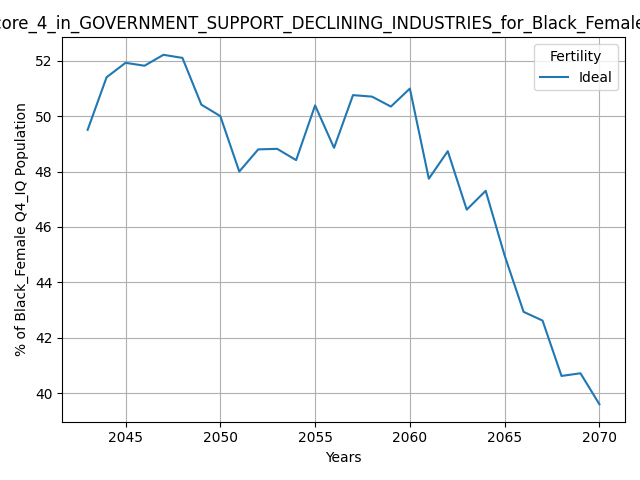 core_4_in_GOVERNMENT_SUPPORT_DECLINING_INDUSTRIES_for_Black_Female
Fertility
Ideal
% of Black_Female Q4_IQ Population
52
50
48
46
44
42
40
2045 2050 2055 2060 2065 2070
Years